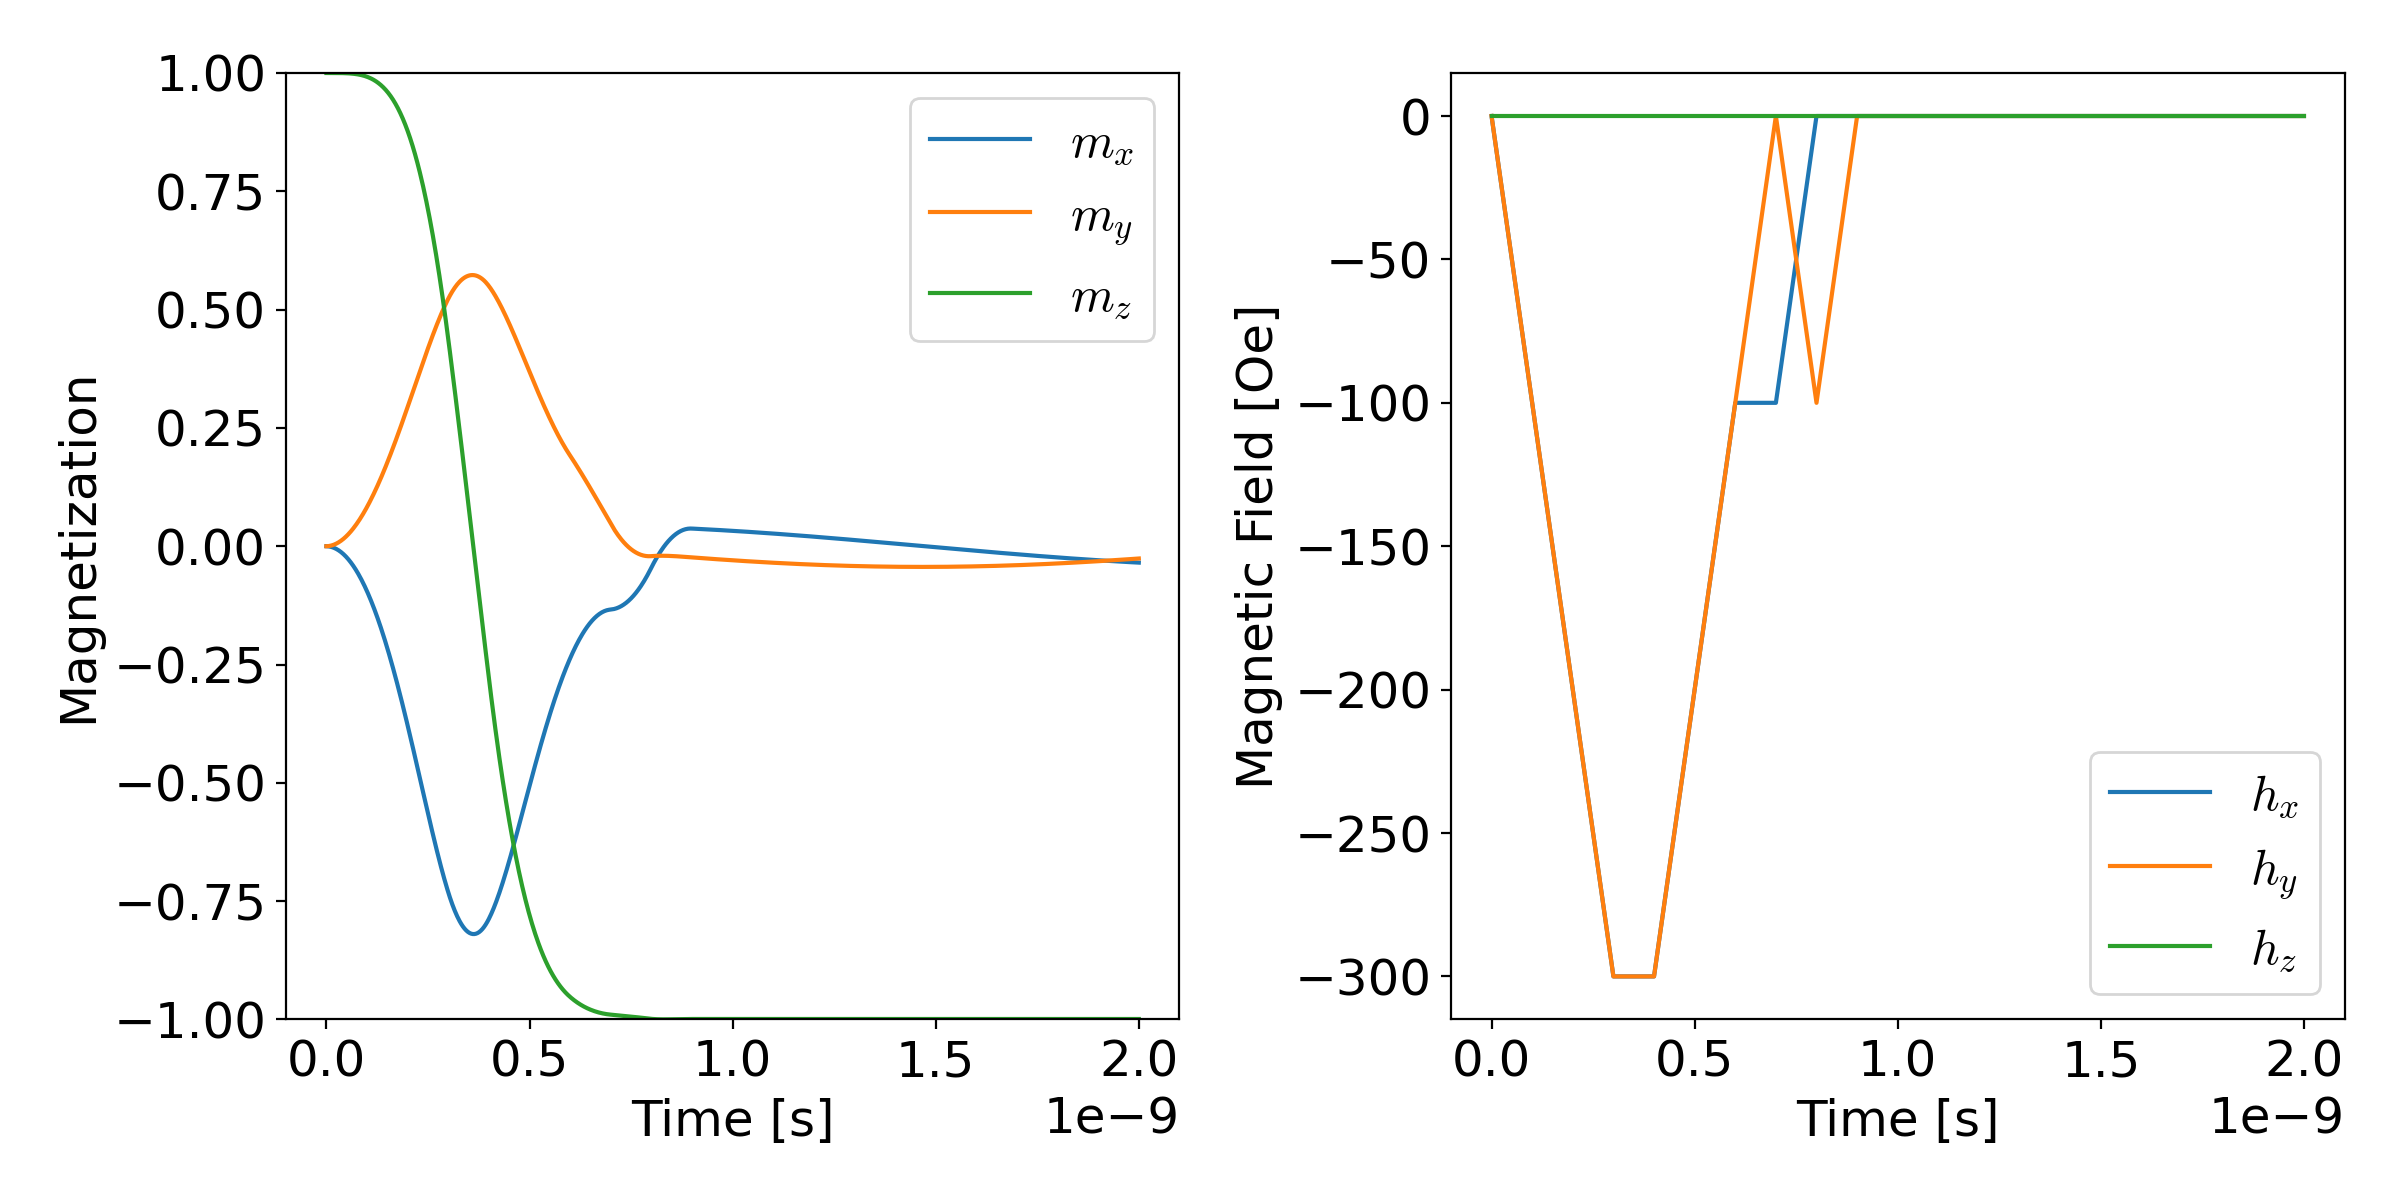 1.00
0.75
0.50
0.25
0.00
−0.25
−0.50
−0.75
−1.00
Magnetization
0.0 0.5 1.0 1.5 2.0
Time [s]
1e−9
m_x
m_y
m_z
0
−50
−100
−150
−200
−250
−300
Magnetic Field [Oe]
0.0 0.5 1.0 1.5 2.0
Time [s]
1e−9
h_x
h_y
h_z